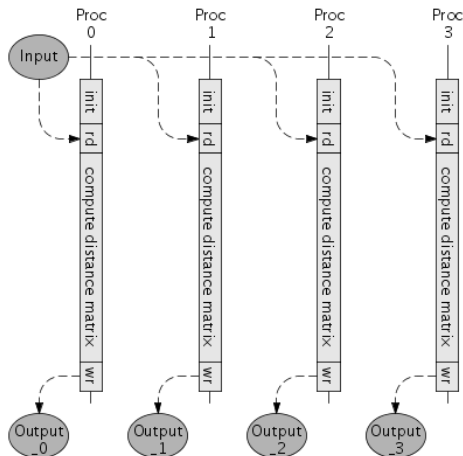 Proc
0
Proc
1
Proc
2
Proc
3
Input
init
rd
compute distance matrix
wr
init
rd
compute distance matrix
wr
init
rd
compute distance matrix
wr
init
rd
compute distance matrix
wr
Output
_0
Output
_1
Output
_2
Output
_3